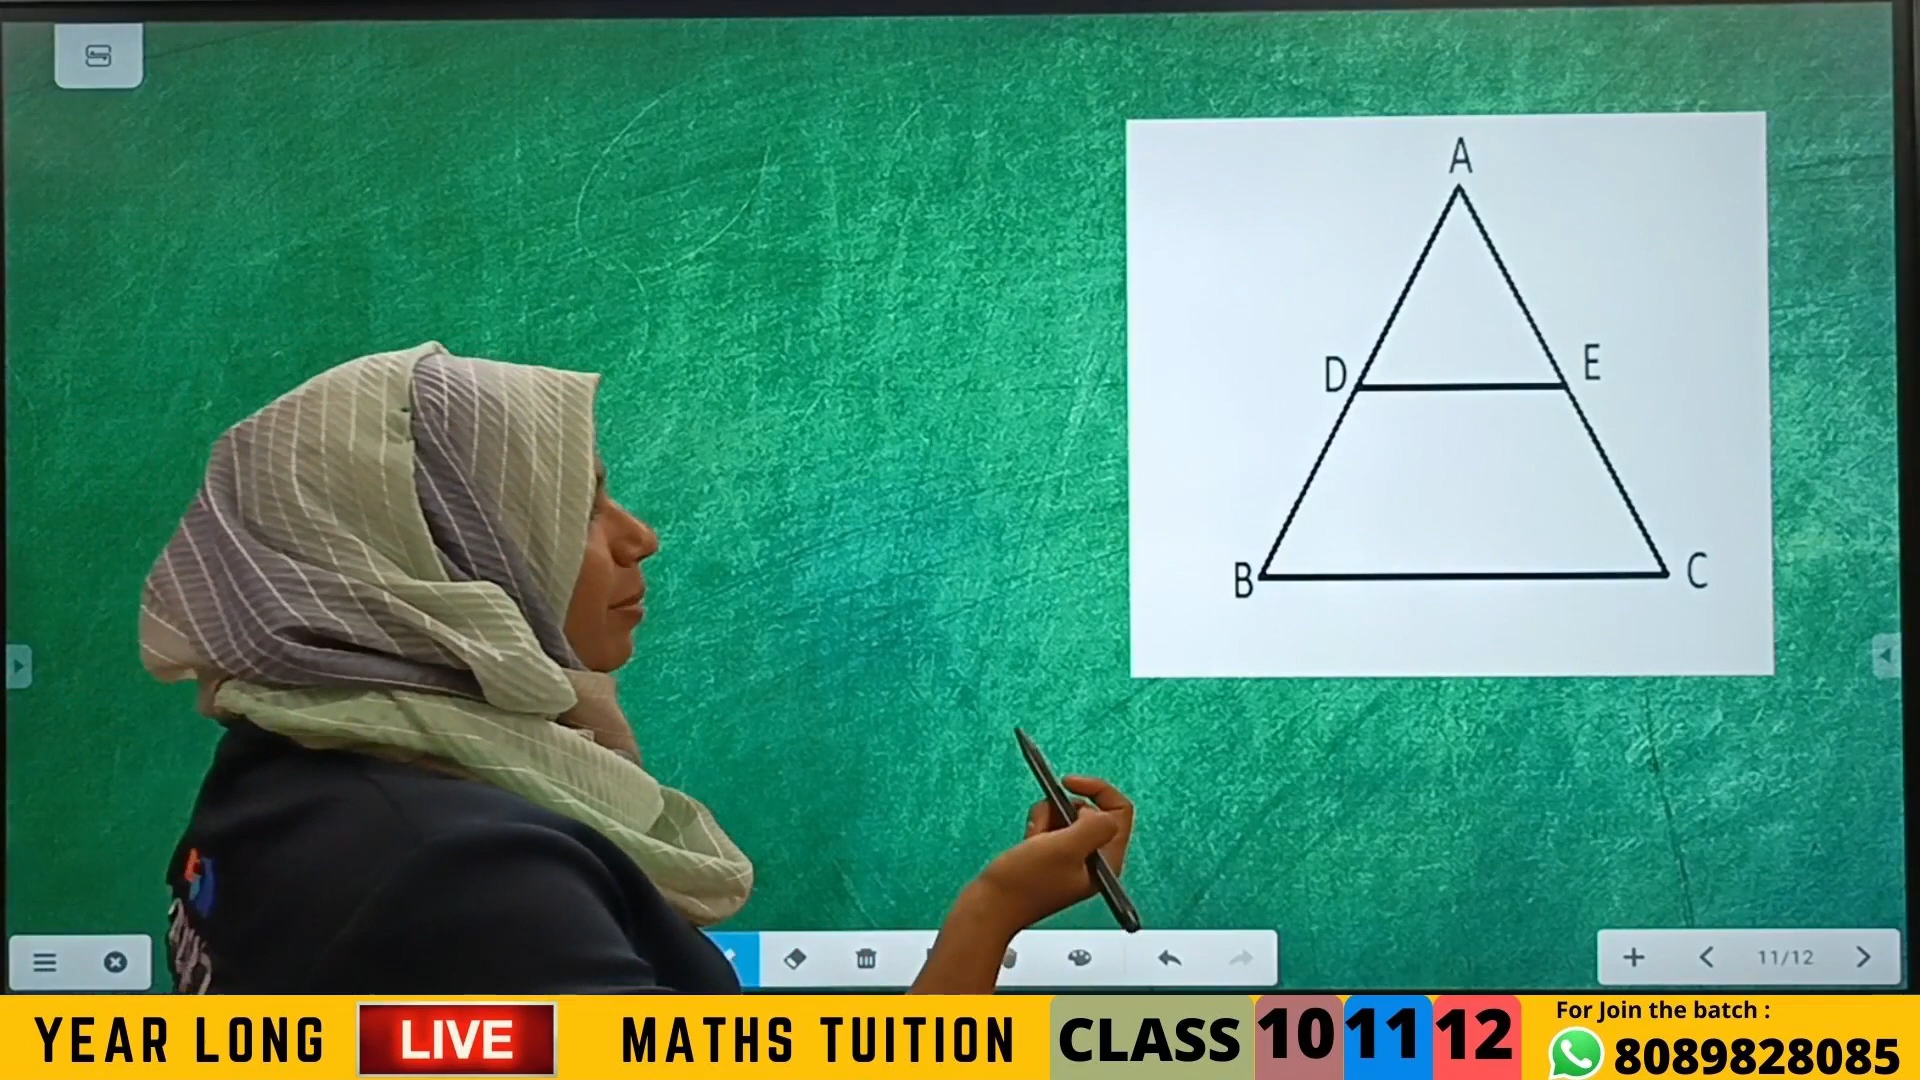 A
D
E
B
C
11/12
YEAR LONG LIVE MATHS TUITION CLASS 10 11 12
For Join the batch :
8089828085